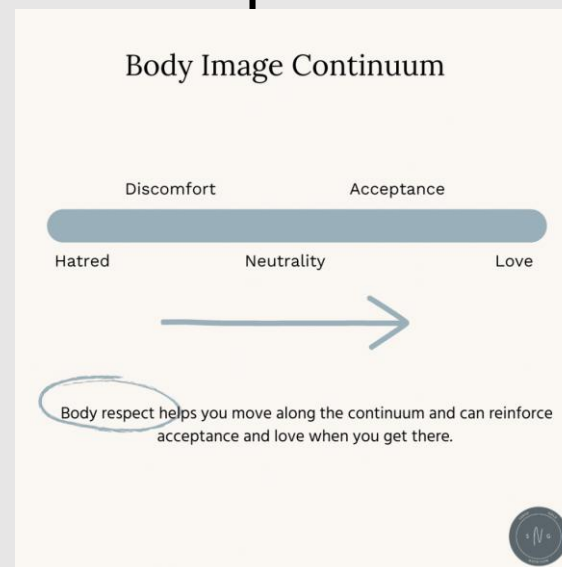 Body Image Continuum
Discomfort Acceptance
Hatred Neutrality Love
Body respect helps you move along the continuum and can reinforce
acceptance and love when you get there.
S N G